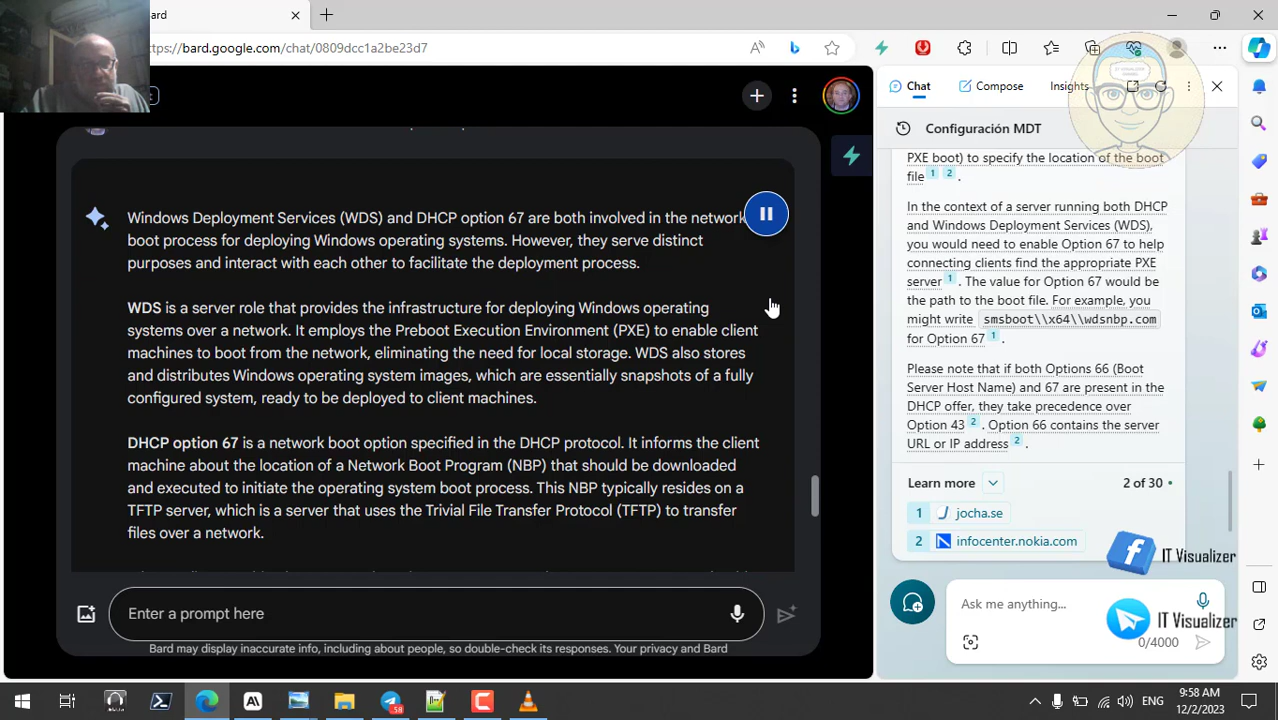 ard
ttps://bard.google.com/chat/0809dcc1a2be23d7
Windows Deployment Services (WDS) and DHCP option 67 are both involved in the network
boot process for deploying Windows operating systems. However, they serve distinct
purposes and interact with each other to facilitate the deployment process.
WDS is a server role that provides the infrastructure for deploying Windows operating
systems over a network. It employs the Preboot Execution Environment (PXE) to enable client
machines to boot from the network, eliminating the need for local storage. WDS also stores
and distributes Windows operating system images, which are essentially snapshots of a fully
configured system, ready to be deployed to client machines.
DHCP option 67 is a network boot option specified in the DHCP protocol. It informs the client
machine about the location of a Network Boot Program (NBP) that should be downloaded
and executed to initiate the operating system boot process. This NBP typically resides on a
TFTP server, which is a server that uses the Trivial File Transfer Protocol (TFTP) to transfer
files over a network.
Enter a prompt here
Bard may display inaccurate info, including about people, so double-check its responses. Your privacy and Bard
Chat Compose Insights
IT VISUALIZER
Configuración MDT
PXE boot) to specify the location of the boot
file 1 2 .
In the context of a server running both DHCP
and Windows Deployment Services (WDS),
you would need to enable Option 67 to help
connecting clients find the appropriate PXE
server 1 . The value for Option 67 would be
the path to the boot file. For example, you
might write smsboot\\x64\\wdsnbp.com
for Option 67 1 .
Please note that if both Options 66 (Boot
Server Host Name) and 67 are present in the
DHCP offer, they take precedence over
Option 43 2 . Option 66 contains the server
URL or IP address 2 .
Learn more 2 of 30
1 jocha.se
2 infocenter.nokia.com
IT Visualizer
Ask me anything...
IT Visualizer
0/4000
58
ENG
9:58 AM
12/2/2023